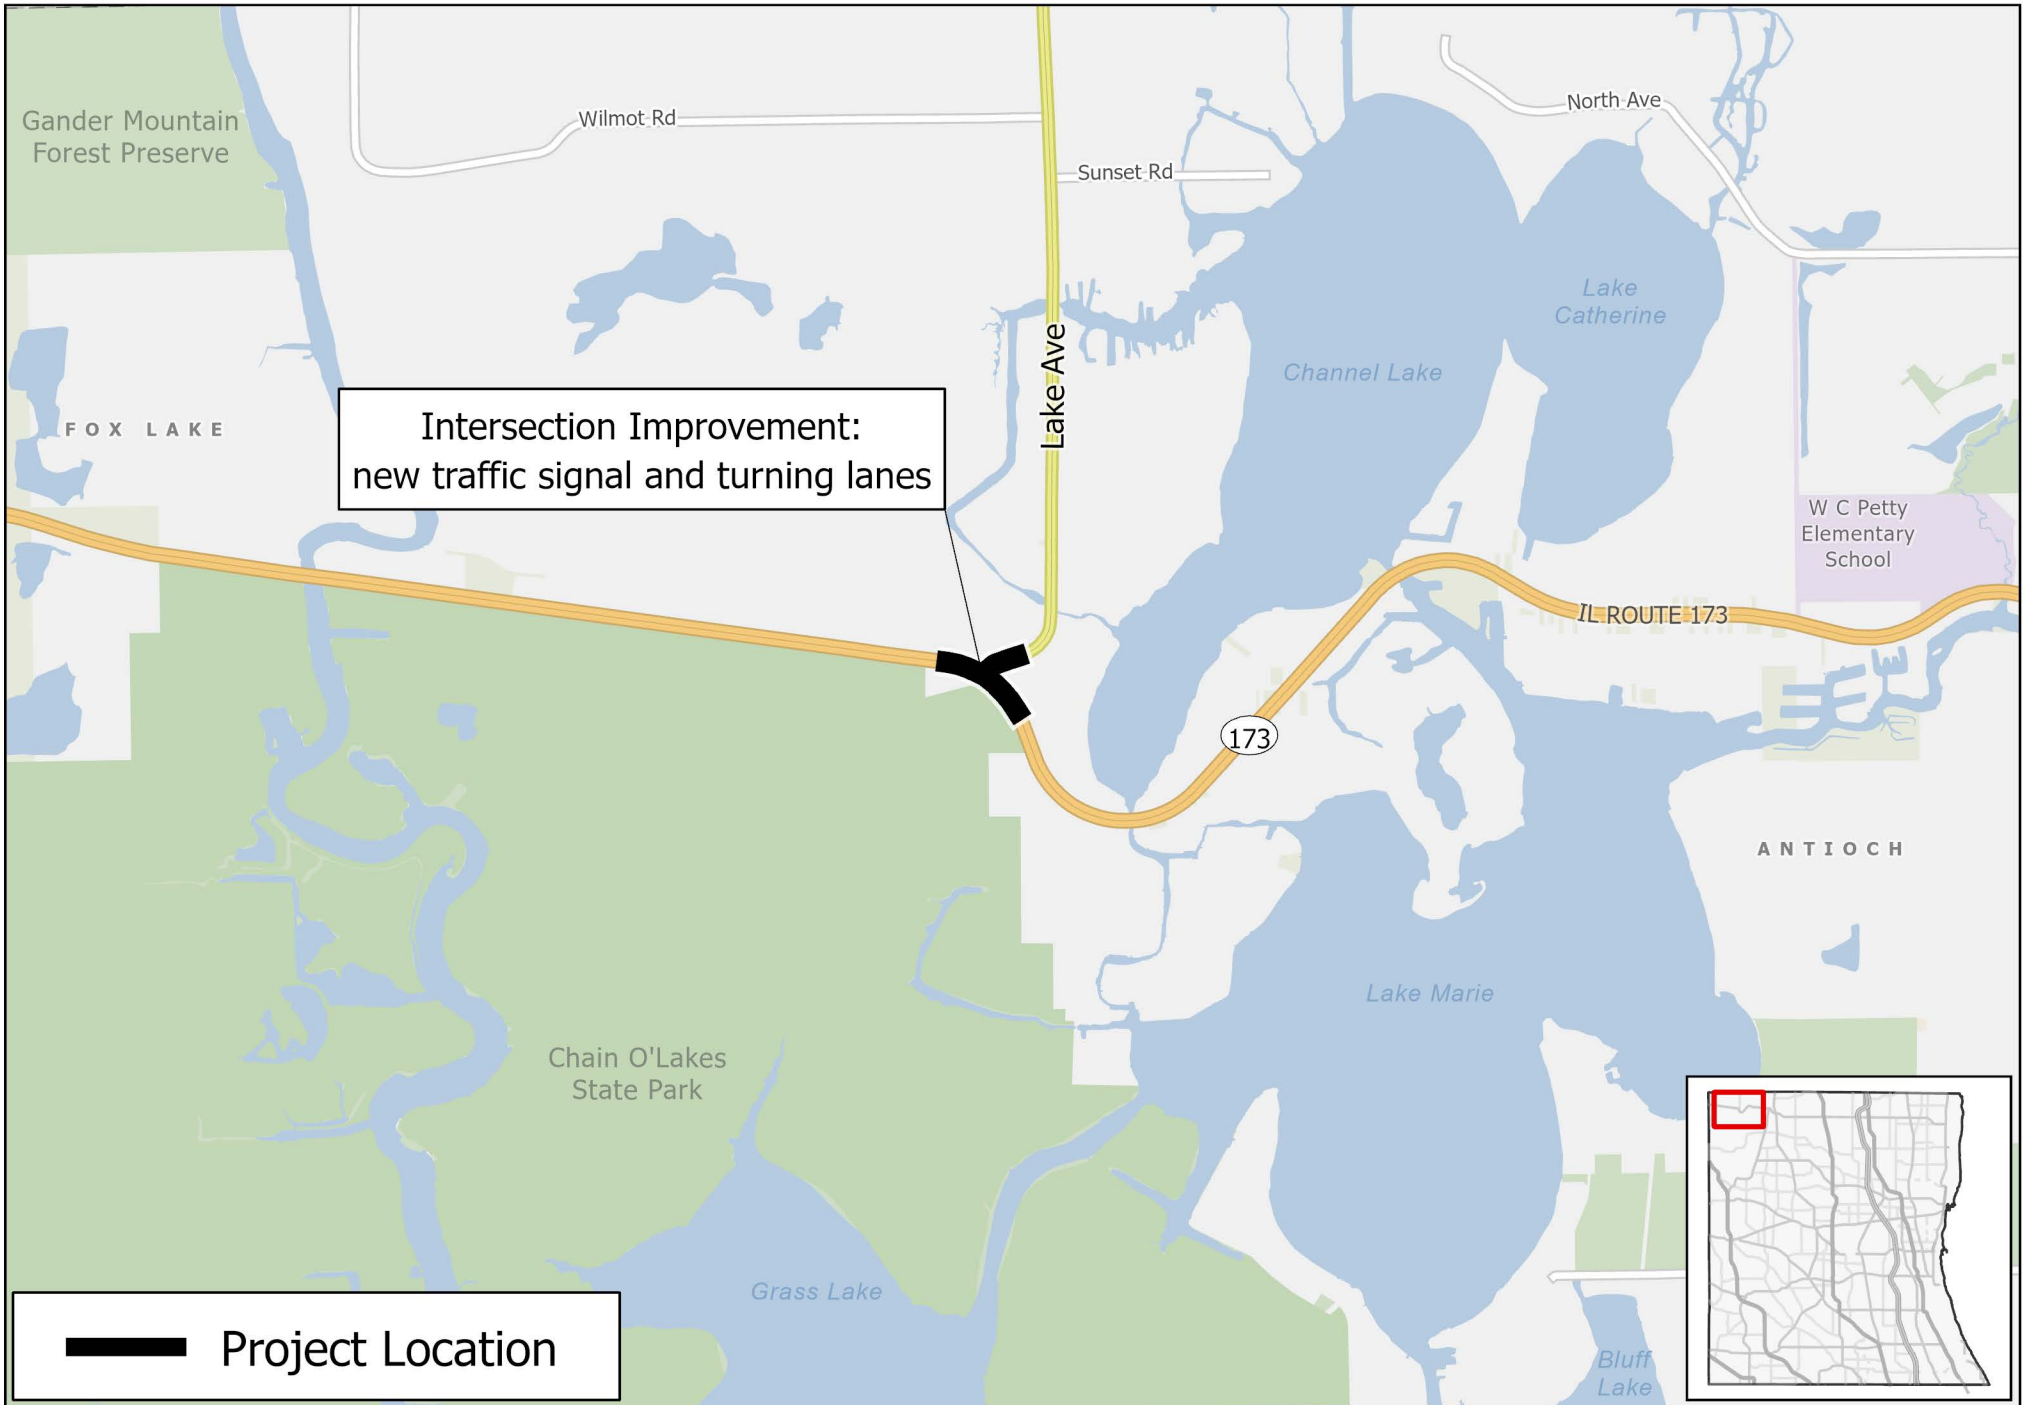 Gander Mountain
Forest Preserve
Wilmot Rd
North Ave
Sunset Rd
Lake
Catherine
Lake Ave
Channel Lake
FOX LAKE
Intersection Improvement:
new traffic signal and turning lanes
W C Petty
Elementary
School
IL ROUTE 173
173
ANTIOCH
Lake Marie
Chain O'Lakes
State Park
Grass Lake
Bluff
Lake
Project Location